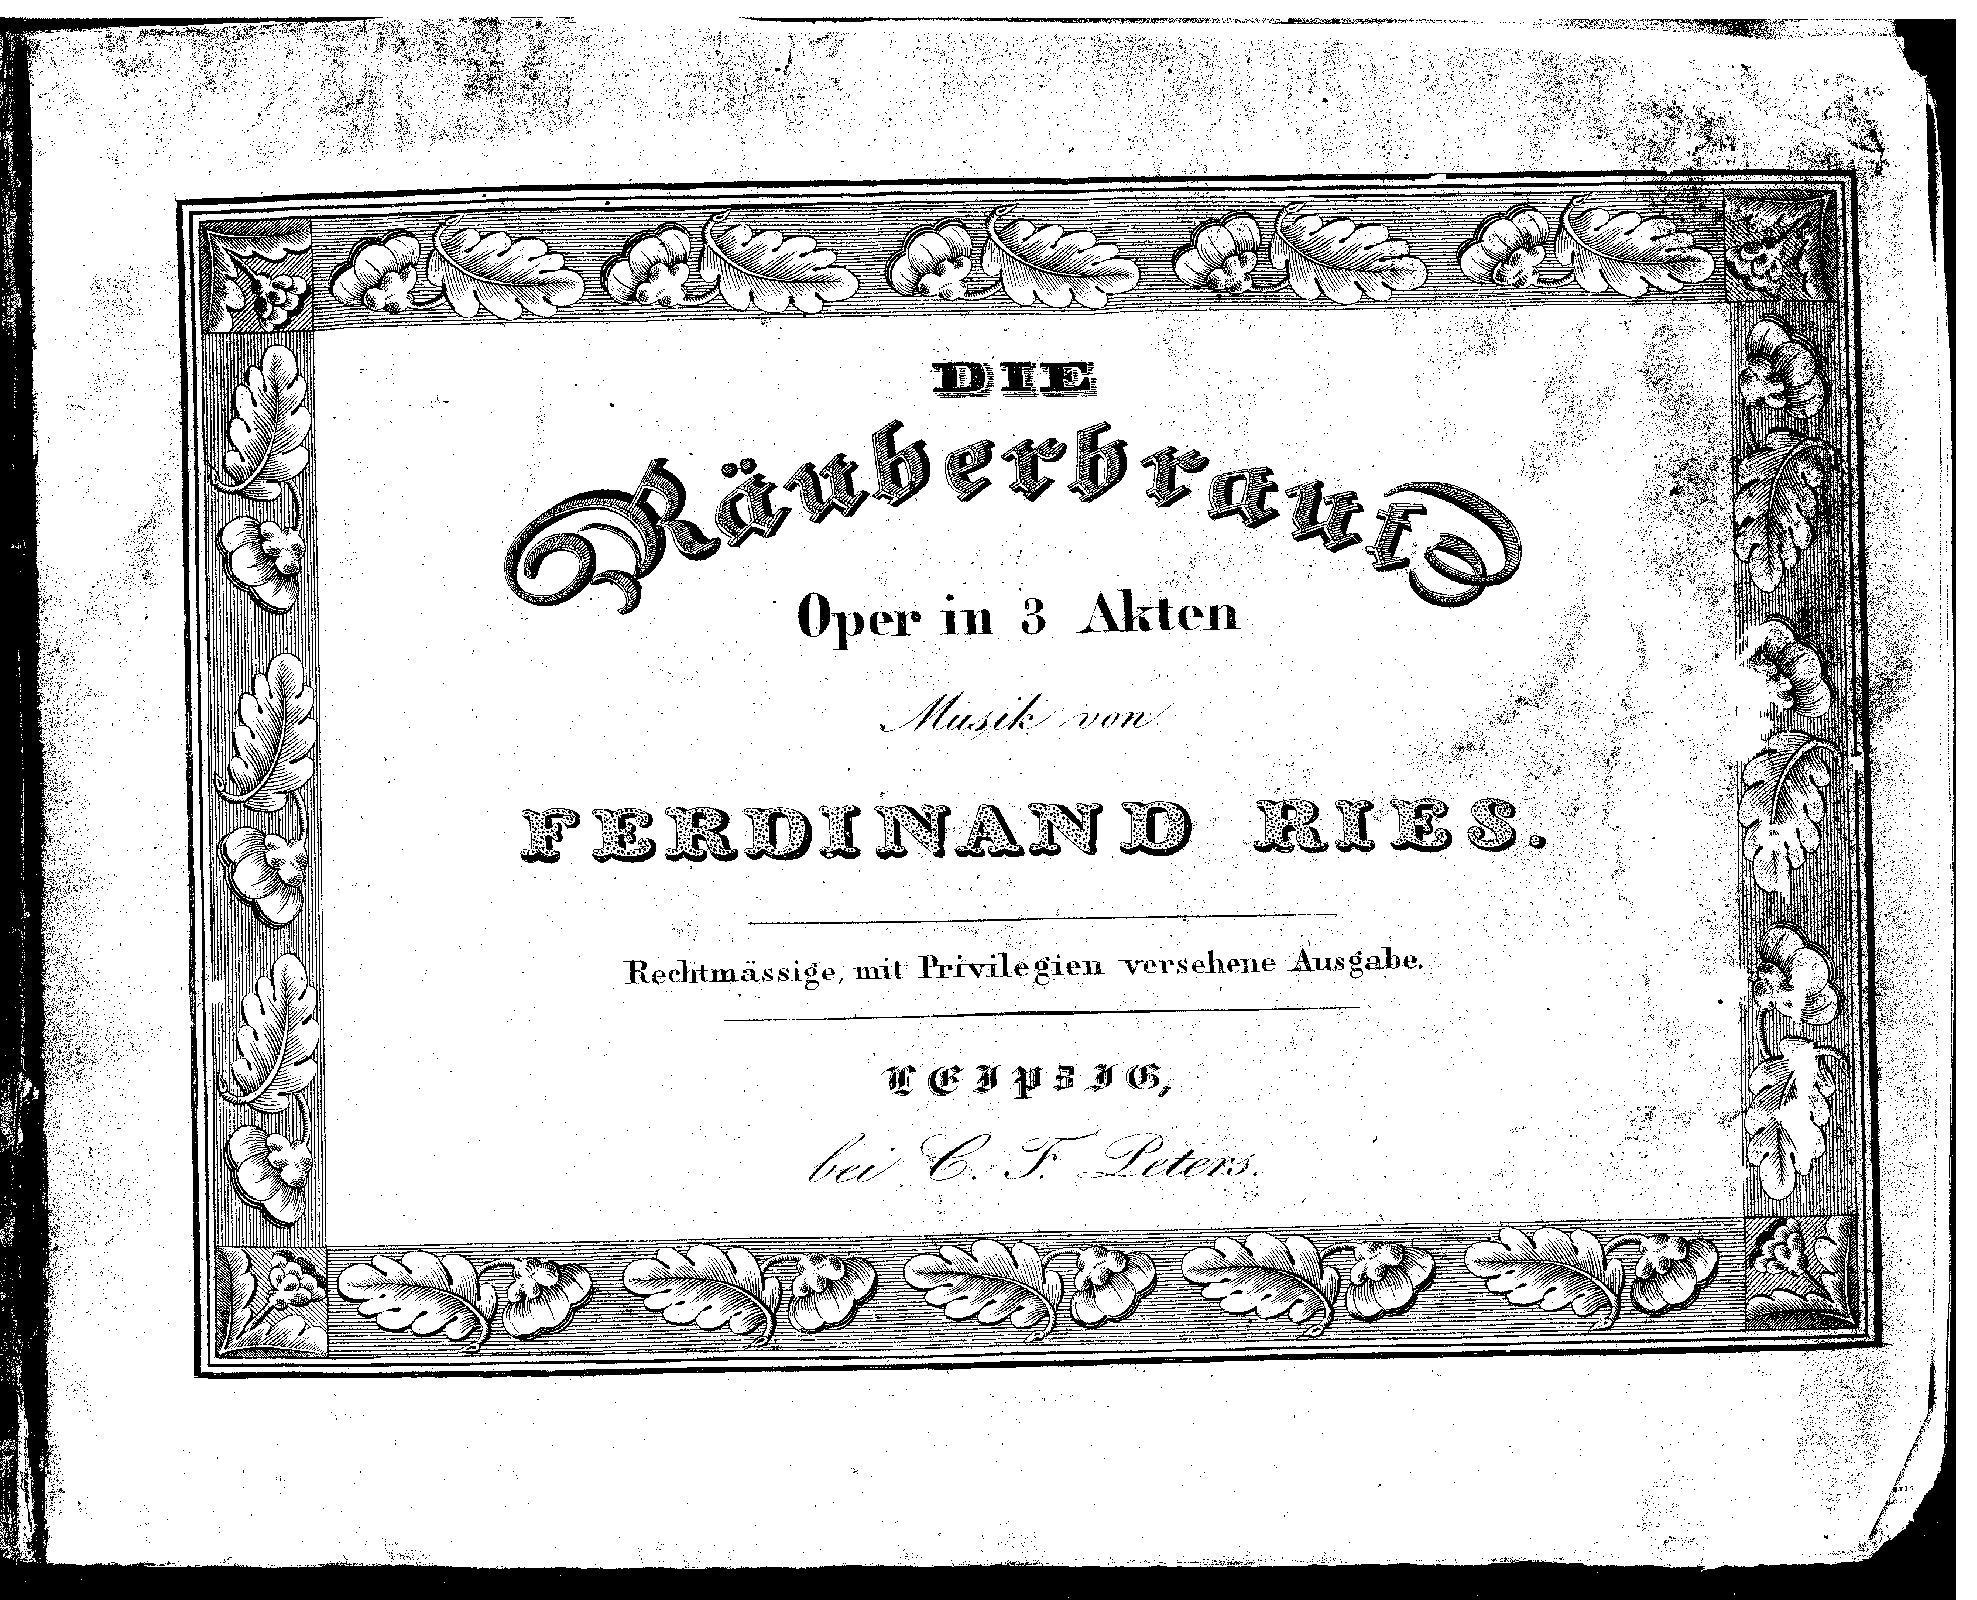 DIE
Räuberbraut
Oper in 3 Akten
Musik von
FERDINAND RIES.
Rechtmässige, mit Privilegien versehene Ausgabe.
LEIPZIG,
bei C. F. Peters.